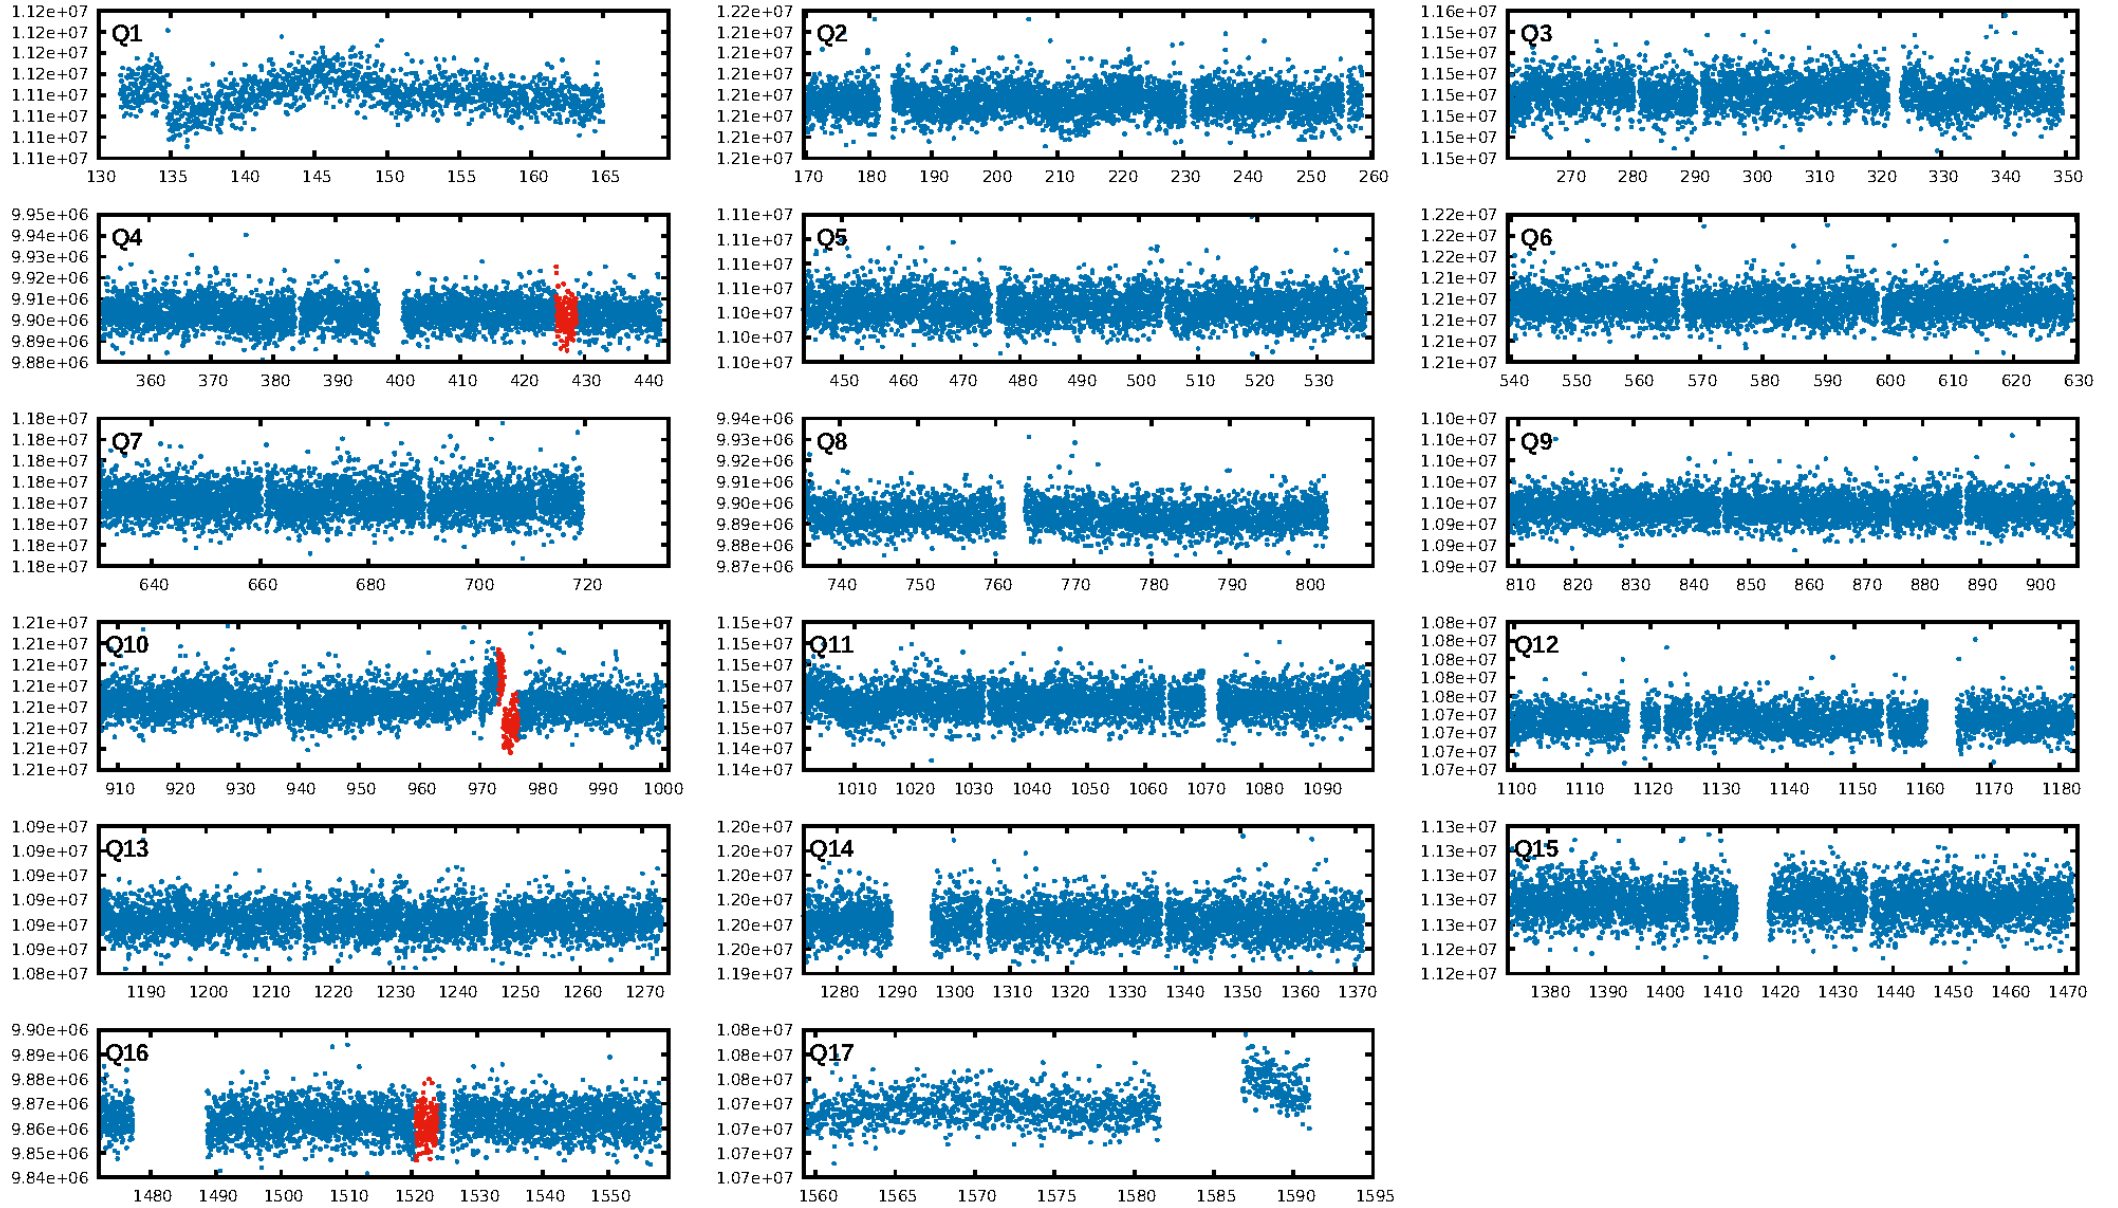 1.12e+07 1.12e+07 1.12e+07 1.12e+07 1.11e+07 1.11e+07 1.11e+07 1.11e+07
Q1
130 135 140 145 150 155 160 165
1.22e+07 1.21e+07 1.21e+07 1.21e+07 1.21e+07 1.21e+07 1.21e+07 1.21e+07
Q2
170 180 190 200 210 220 230 240 250 260
1.16e+07 1.15e+07 1.15e+07 1.15e+07 1.15e+07 1.15e+07 1.15e+07 1.15e+07
Q3
270 280 290 300 310 320 330 340 350
9.95e+06 9.94e+06 9.93e+06 9.92e+06 9.91e+06 9.90e+06 9.89e+06 9.88e+06
Q4
360 370 380 390 400 410 420 430 440
1.11e+07 1.11e+07 1.11e+07 1.11e+07 1.10e+07 1.10e+07 1.10e+07
Q5
450 460 470 480 490 500 510 520 530
1.22e+07 1.22e+07 1.22e+07 1.21e+07 1.21e+07 1.21e+07 1.21e+07 1.21e+07
Q6
540 550 560 570 580 590 600 610 620 630
1.18e+07 1.18e+07 1.18e+07 1.18e+07 1.18e+07 1.18e+07 1.18e+07 1.18e+07
Q7
640 660 680 700 720
9.94e+06 9.93e+06 9.92e+06 9.91e+06 9.90e+06 9.89e+06 9.88e+06 9.87e+06
Q8
740 750 760 770 780 790 800
1.10e+07 1.10e+07 1.10e+07 1.10e+07 1.10e+07 1.09e+07 1.09e+07 1.09e+07
Q9
810 820 830 840 850 860 870 880 890 900
1.21e+07 1.21e+07 1.21e+07 1.21e+07 1.21e+07 1.21e+07 1.21e+07 1.21e+07
Q10
910 920 930 940 950 960 970 980 990 1000
1.15e+07 1.15e+07 1.15e+07 1.15e+07 1.15e+07 1.14e+07 1.14e+07
Q11
1010 1020 1030 1040 1050 1060 1070 1080 1090
1.08e+07 1.08e+07 1.08e+07 1.08e+07 1.08e+07 1.07e+07 1.07e+07 1.07e+07 1.07e+07
Q12
1100 1110 1120 1130 1140 1150 1160 1170 1180
1.09e+07 1.09e+07 1.09e+07 1.09e+07 1.09e+07 1.09e+07 1.08e+07
Q13
1190 1200 1210 1220 1230 1240 1250 1260 1270
1.20e+07 1.20e+07 1.20e+07 1.20e+07 1.20e+07 1.20e+07 1.19e+07
Q14
1280 1290 1300 1310 1320 1330 1340 1350 1360 1370
1.13e+07 1.13e+07 1.13e+07 1.13e+07 1.13e+07 1.12e+07 1.12e+07
Q15
1380 1390 1400 1410 1420 1430 1440 1450 1460 1470
9.90e+06 9.89e+06 9.88e+06 9.87e+06 9.86e+06 9.85e+06 9.84e+06
Q16
1480 1490 1500 1510 1520 1530 1540 1550
1.08e+07 1.08e+07 1.08e+07 1.07e+07 1.07e+07 1.07e+07 1.07e+07
Q17
1560 1565 1570 1575 1580 1585 1590 1595